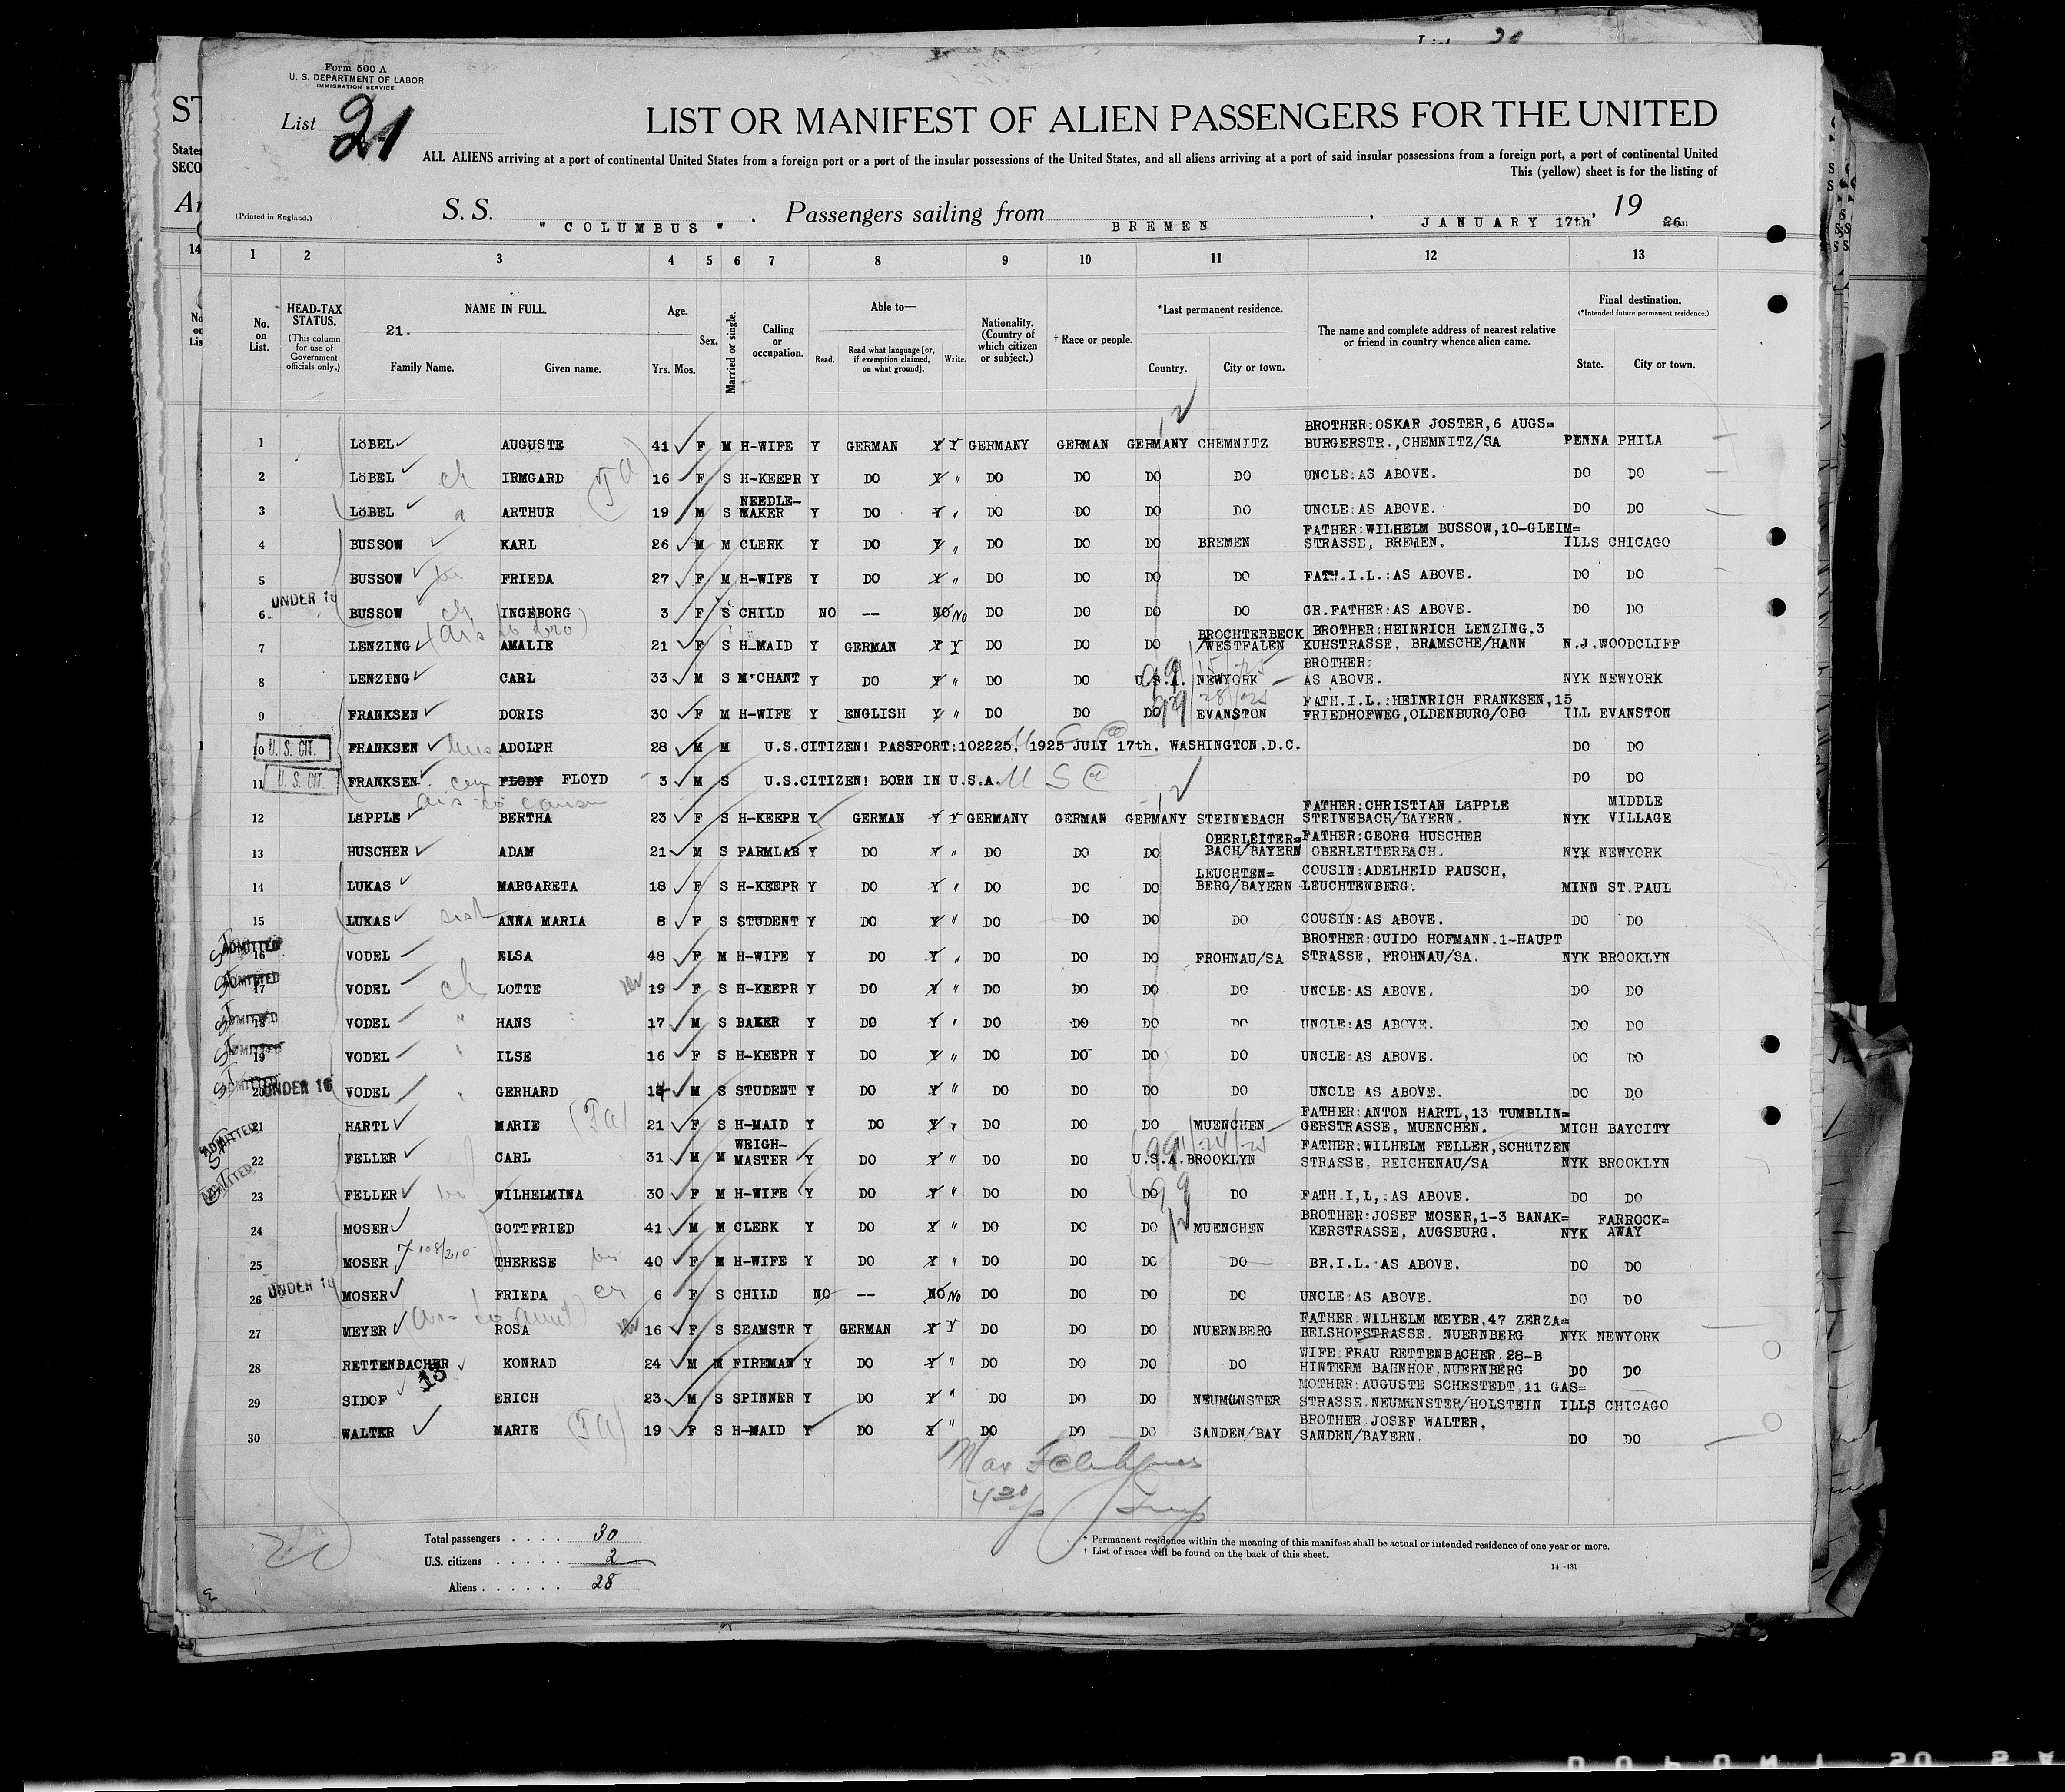 Form 500 A
U. S. DEPARTMENT OF LABOR
IMMIGRATION SERVICE
List 21
LIST OR MANIFEST OF ALIEN PASSENGERS FOR THE UNITED
ALL ALIENS arriving at a port of continental United States from a foreign port or a port of the insular possessions of the United States, and all aliens arriving at a port of said insular possessions from a foreign port, a port of continental United
This (yellow) sheet is for the listing of
(Printed in England.)
S. S. "COLUMBUS". Passengers sailing from BREMEN, JANUARY 17th, 19 26
1 2 3 4 5 6 7 8 9 10 11 12 13
No. on List.
HEAD-TAX STATUS. (This column for use of Government officials only.)
NAME IN FULL.
21.
Family Name. Given name.
Age. Yrs. Mos.
Sex.
Married or single.
Calling or occupation.
Able to—
Read. Read what language [or, if exemption claimed, on what ground]. Write.
Nationality. (Country of which citizen or subject.)
† Race or people.
*Last permanent residence.
Country. City or town.
The name and complete address of nearest relative or friend in country whence alien came.
Final destination. (*Intended future permanent residence.)
State. City or town.
1 LöBEL AUGUSTE 41 F M H-WIFE Y GERMAN Y Y GERMANY GERMAN GERMANY CHEMNITZ BROTHER:OSKAR JOSTER,6 AUGS= BURGERSTR.,CHEMNITZ/SA PENNA PHILA
2 LöBEL ch IRMGARD 16 F S H-KEEPR Y DO Y " DO DO DO DO UNCLE:AS ABOVE. DO DO
3 LöBEL ARTHUR 19 M S NEEDLE- MAKER Y DO Y " DO DO DO DO UNCLE:AS ABOVE. DO DO
4 BUSSOW KARL 26 M M CLERK Y DO Y " DO DO DO BREMEN FATHER:WILHELM BUSSOW,10-GLEIM= STRASSE, BREMEN. ILLS CHICAGO
5 BUSSOW FRIEDA 27 F M H-WIFE Y DO Y " DO DO DO DO FATH.I.L.:AS ABOVE. DO DO
UNDER 16
6 BUSSOW ch INGEBORG 3 F S CHILD NO -- NO No DO DO DO DO GR.FATHER:AS ABOVE. DO DO
7 LENZING AMALIE 21 F S H-MAID Y GERMAN Y Y DO DO DO BROCHTERBECK /WESTFALEN BROTHER:HEINRICH LENZING,3 KUHSTRASSE, BRAMSCHE/HANN N.J.WOODCLIFF
8 LENZING CARL 33 M S M'CHANT Y DO Y " DO DO U.S.A. NEWYORK BROTHER: AS ABOVE. NYK NEWYORK
9 FRANKSEN DORIS 30 F M H-WIFE Y ENGLISH Y " DO DO DO EVANSTON FATH.I.L.:HEINRICH FRANKSEN,15 FRIEDHOFWEG,OLDENBURG/OBG ILL EVANSTON
U. S. CIT.
10 FRANKSEN ADOLPH 28 M M U.S.CITIZEN! PASSPORT:102225, 1925 JULY 17th. WASHINGTON,D.C. DO DO
U. S. CIT.
11 FRANKSEN FLODY FLOYD 3 M S U.S.CITIZEN! BORN IN U.S.A. U S C DO DO
12 LäPPLE BERTHA 23 F S H-KEEPR Y GERMAN Y Y GERMANY GERMAN GERMANY STEINEBACH FATHER:CHRISTIAN LäPPLE STEINEBACH/BAYERN. NYK MIDDLE VILLAGE
13 HUSCHER ADAM 21 M S FARMLAB Y DO Y " DO DO DO OBERLEITER= BACH/BAYERN FATHER:GEORG HUSCHER OBERLEITERBACH. NYK NEWYORK
14 LUKAS MARGARETA 18 F S H-KEEPR Y DO Y " DO DO DO LEUCHTEN= BERG/BAYERN COUSIN:ADELHEID PAUSCH, LEUCHTENBERG. MINN ST.PAUL
15 LUKAS sist ANNA MARIA 8 F S STUDENT Y DO Y " DO DO DO DO COUSIN:AS ABOVE. DO DO
ADMITTED
16 VODEL ELSA 48 F M H-WIFE Y DO Y " DO DO DO FROHNAU/SA BROTHER:GUIDO HOFMANN.1-HAUPT STRASSE, FROHNAU/SA. NYK BROOKLYN
ADMITTED
17 VODEL ch LOTTE 19 F S H-KEEPR Y DO Y " DO DO DO DO UNCLE:AS ABOVE. DO DO
ADMITTED
18 VODEL " HANS 17 M S BAKER Y DO Y " DO DO DO DO UNCLE:AS ABOVE. DO DO
ADMITTED
19 VODEL " ILSE 16 F S H-KEEPR Y DO Y " DO DO DO DO UNCLE:AS ABOVE. DO DO
ADMITTED UNDER 16
20 VODEL " GERHARD 14 M S STUDENT Y DO Y " DO DO DO DO UNCLE AS ABOVE. DO DO
21 HARTL MARIE 21 F S H-MAID Y DO Y " DO DO DO MUENCHEN FATHER:ANTON HARTL,13 TUMBLIN= GERSTRASSE, MUENCHEN. MICH BAYCITY
ADMITTED
22 FELLER CARL 31 M M WEIGH- MASTER Y DO Y " DO DO U.S.A.BROOKLYN FATHER:WILHELM FELLER,SCHüTZEN STRASSE, REICHENAU/SA NYK BROOKLYN
ADMITTED
23 FELLER WILHELMINA 30 F M H-WIFE Y DO Y " DO DO DO DO FATH.I,L,:AS ABOVE. DO DO
24 MOSER GOTTFRIED 41 M M CLERK Y DO Y " DO DO DO MUENCHEN BROTHER:JOSEF MOSER,1-3 BANAK= KERSTRASSE, AUGSBURG. NYK FARROCK= AWAY
25 MOSER THERESE 40 F M H-WIFE Y DO Y " DO DO DO DO BR.I.L. AS ABOVE. DO DO
UNDER 16
26 MOSER FRIEDA ch 6 F S CHILD NO -- NO No DO DO DO DO UNCLE:AS ABOVE. DO DO
27 MEYER ROSA 16 F S SEAMSTR Y GERMAN Y Y DO DO DO NUERNBERG FATHER.WILHELM MEYER,47 ZERZA= BELSHOFSTRASSE. NUERNBERG NYK NEWYORK
28 RETTENBACHER KONRAD 24 M M FIREMAN Y DO Y " DO DO DO DO WIFE:FRAU RETTENBACHER.28-B HINTERM BAHNHOF.NUERNBERG DO DO
13
29 SIDOF ERICH 23 M S SPINNER Y DO Y " DO DO DO NEUMüNSTER MOTHER:AUGUSTE SCHESTEDT,11 GAS= STRASSE.NEUMüNSTER/HOLSTEIN ILLS CHICAGO
30 WALTER MARIE 19 F S H-MAID Y DO Y " DO DO DO SANDEN/BAY BROTHER JOSEF WALTER, SANDEN/BAYERN. DO DO
Total passengers . . . . 30
U.S. citizens . . . . . 2
Aliens . . . . . . 28
* Permanent residence within the meaning of this manifest shall be actual or intended residence of one year or more.
† List of races will be found on the back of this sheet.
14—431